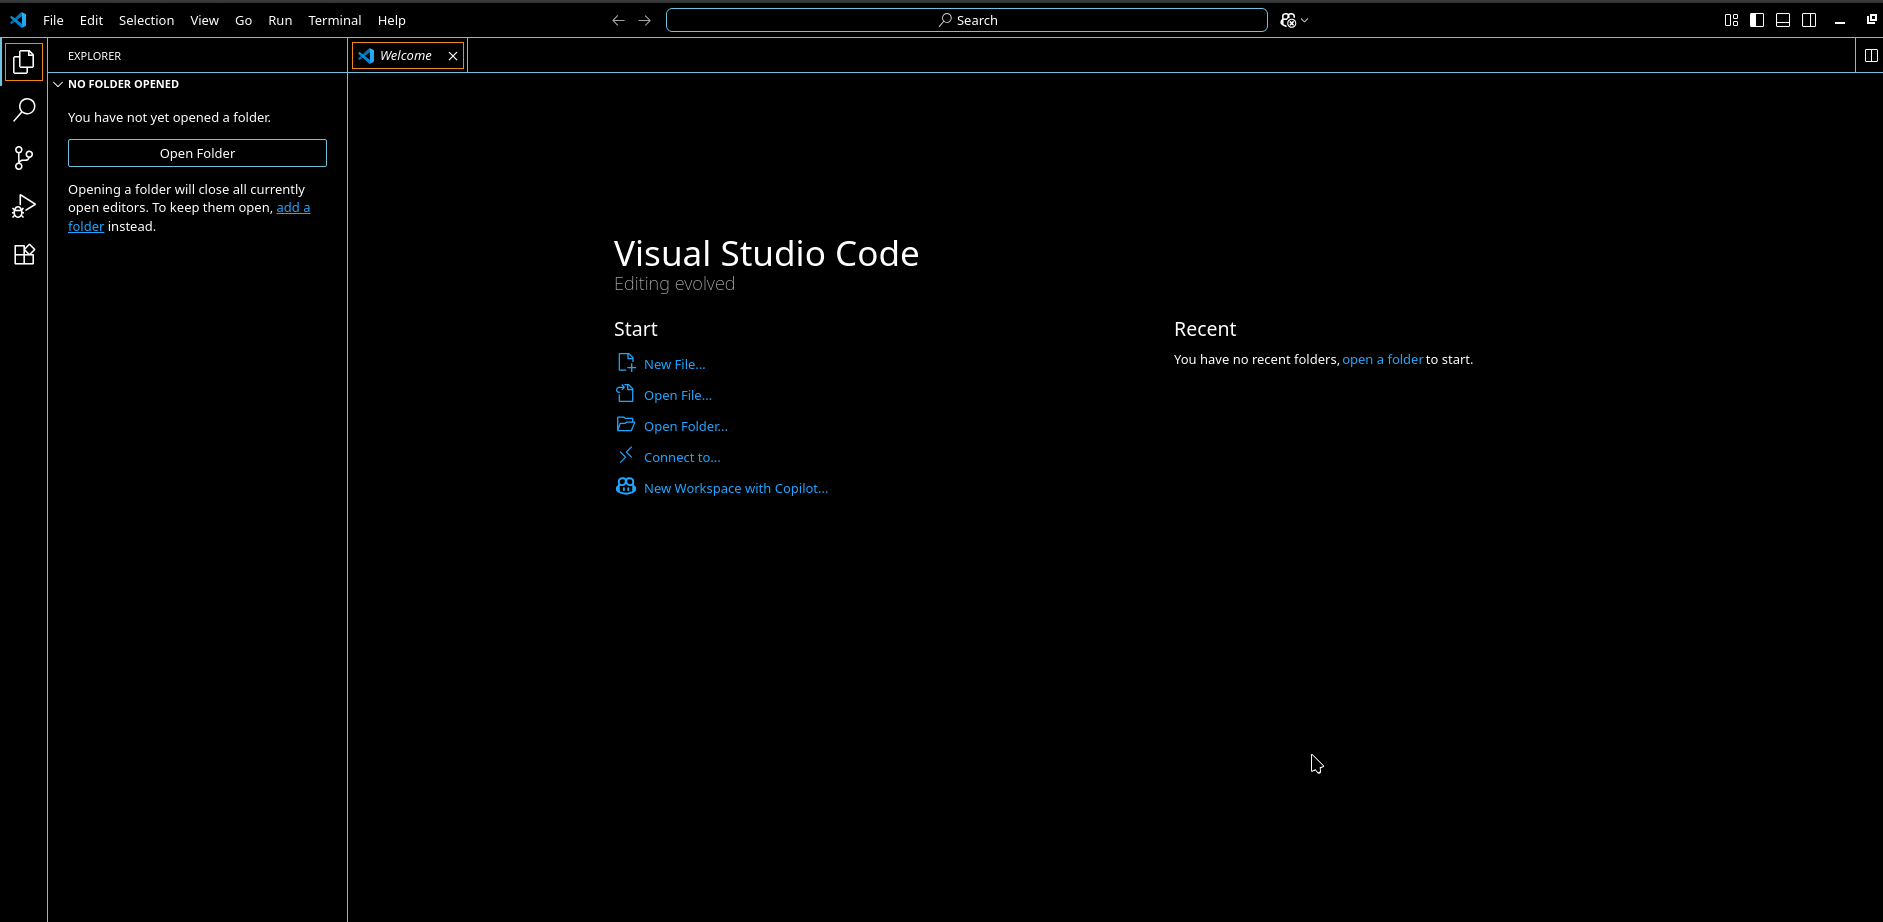 File Edit Selection View Go Run Terminal Help
Search
EXPLORER
Welcome
NO FOLDER OPENED
You have not yet opened a folder.
Open Folder
Opening a folder will close all currently
open editors. To keep them open, add a
folder instead.
Visual Studio Code
Editing evolved
Start
New File...
Open File...
Open Folder...
Connect to...
New Workspace with Copilot...
Recent
You have no recent folders, open a folder to start.